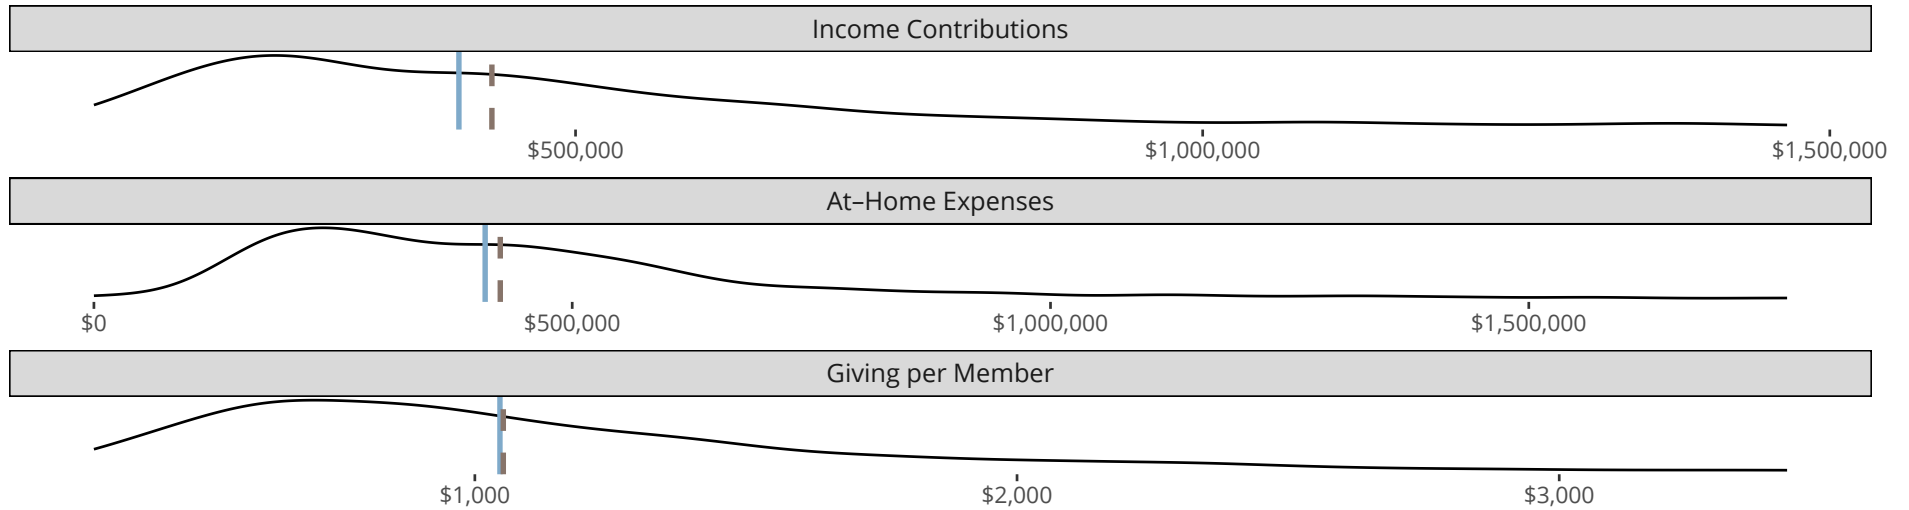 Income Contributions
$500,000 $1,000,000 $1,500,000
At–Home Expenses
$0 $500,000 $1,000,000 $1,500,000
Giving per Member
$1,000 $2,000 $3,000